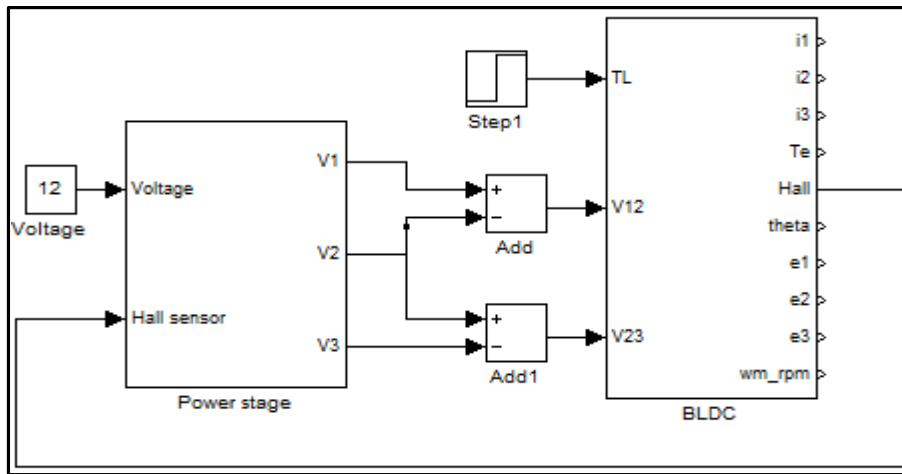 12
Voltage
Voltage
Hall sensor
V1
V2
V3
Power stage
Step1
+
−
Add
+
−
Add1
TL
V12
V23
i1
i2
i3
Te
Hall
theta
e1
e2
e3
wm_rpm
BLDC